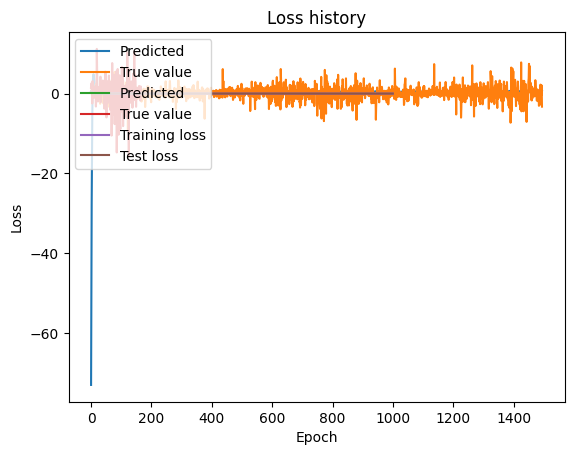 Loss history
Predicted
True value
Predicted
True value
Training loss
Test loss
0
−20
−40
−60
Loss
0
200
400
600
800
1000
1200
1400
Epoch